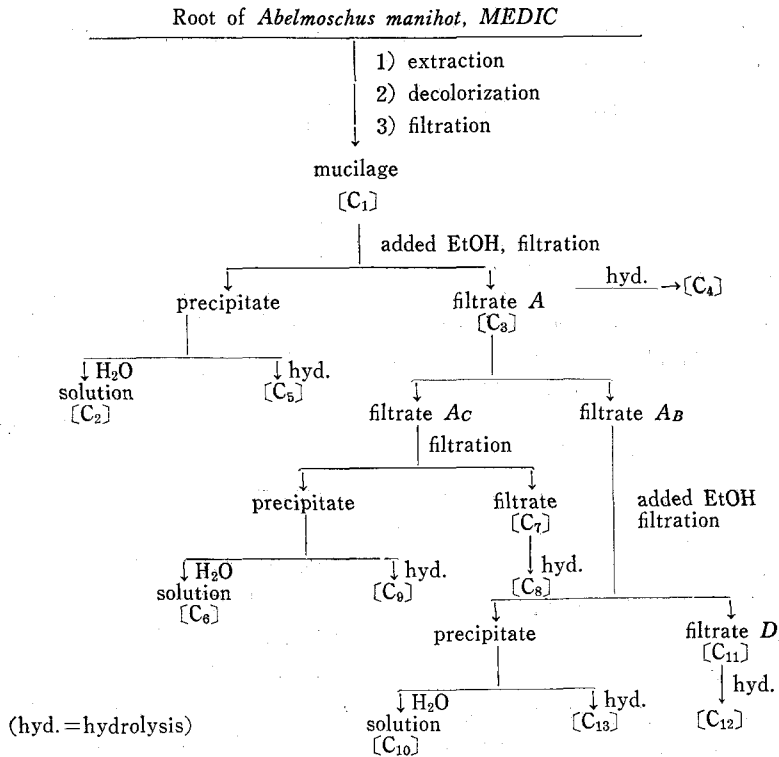 Root of Abelmoschus manihot, MEDIC
1) extraction
2) decolorization
3) filtration
mucilage
[C₁]
added EtOH, filtration
precipitate
filtrate A
[C₃]
hyd.
[C₄]
H₂O
solution
[C₂]
hyd.
[C₅]
filtrate Ac
filtrate AB
filtration
precipitate
filtrate
[C₇]
added EtOH
filtration
H₂O
solution
[C₆]
hyd.
[C₉]
hyd.
[C₈]
precipitate
filtrate D
[C₁₁]
H₂O
solution
[C₁₀]
hyd.
[C₁₃]
hyd.
[C₁₂]
(hyd.=hydrolysis)